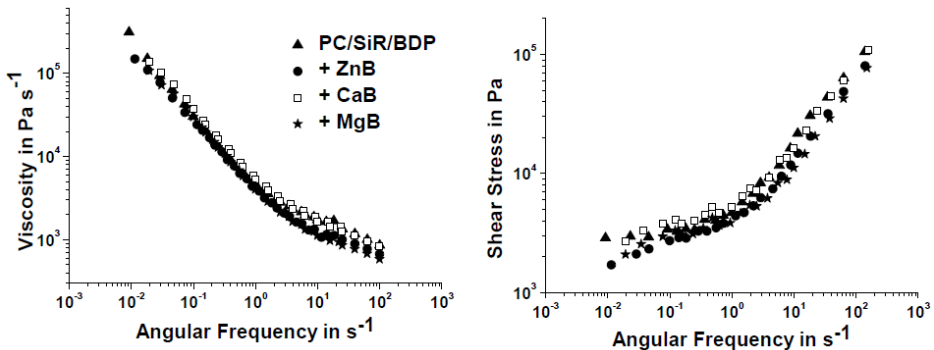 Viscosity in Pa s-1
10^5
10^4
10^3
PC/SiR/BDP
+ ZnB
+ CaB
+ MgB
10^-3 10^-2 10^-1 10^0 10^1 10^2 10^3
Angular Frequency in s^-1
Shear Stress in Pa
10^5
10^4
10^3
10^-3 10^-2 10^-1 10^0 10^1 10^2 10^3
Angular Frequency in s^-1